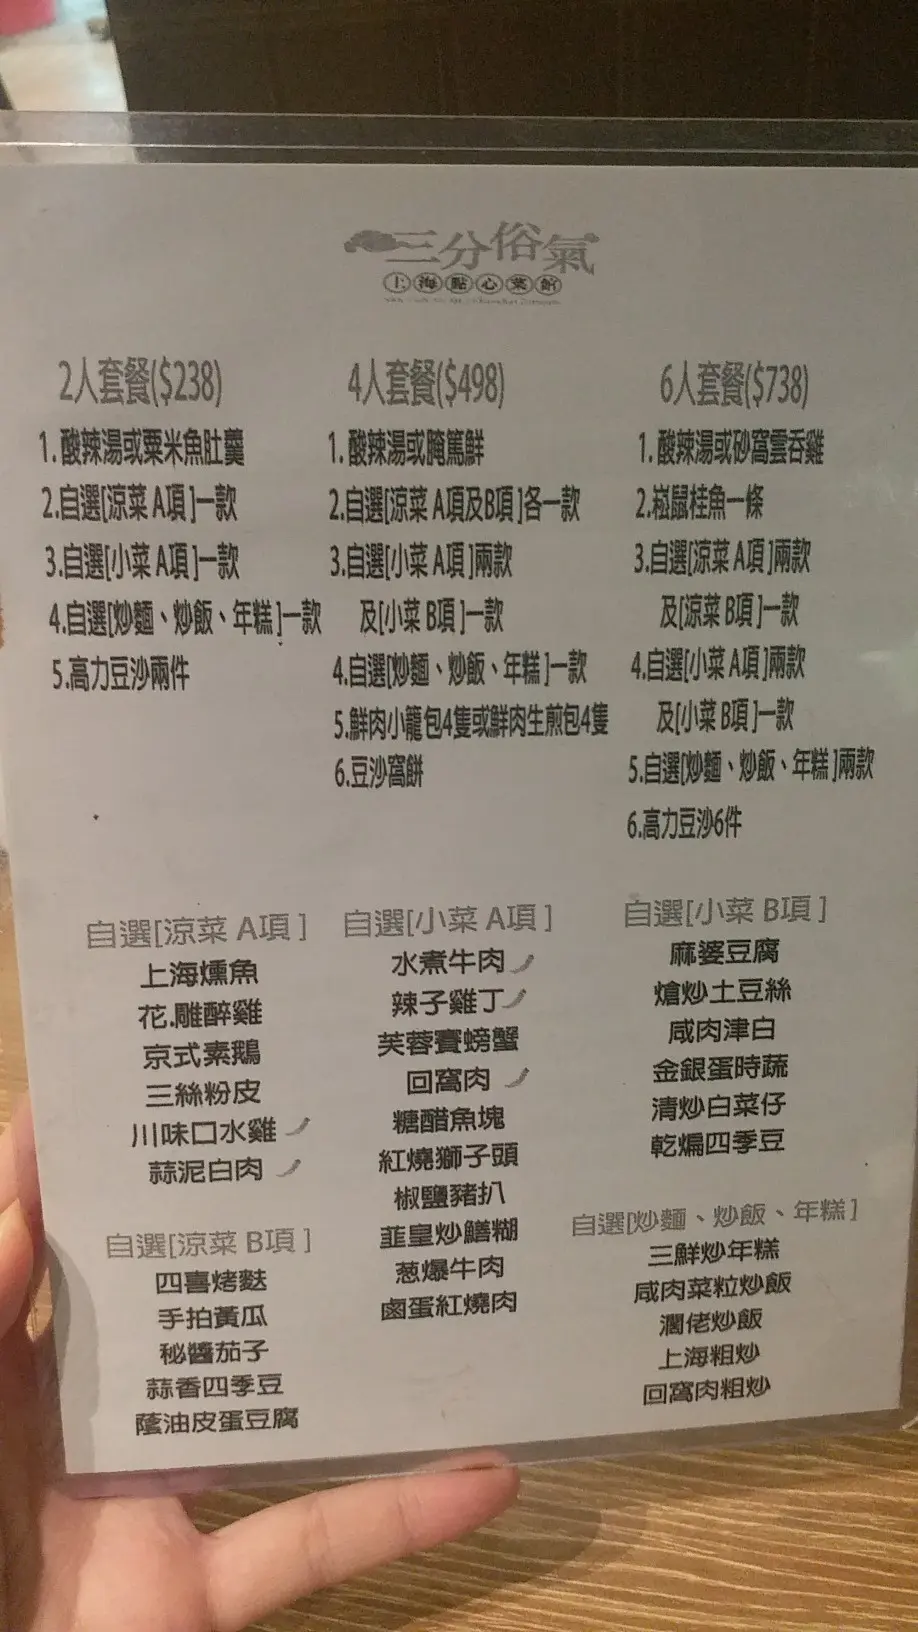 三分俗氣
上海點心菜館
2人套餐($238)
1.酸辣湯或粟米魚肚羹
2.自選[涼菜 A項]一款
3.自選[小菜 A項]一款
4.自選[炒麵、炒飯、年糕]一款
5.高力豆沙兩件
4人套餐($498)
1.酸辣湯或腌篤鮮
2.自選[涼菜 A項及B項]各一款
3.自選[小菜 A項]兩款
及[小菜 B項]一款
4.自選[炒麵、炒飯、年糕]一款
5.鮮肉小籠包4隻或鮮肉生煎包4隻
6.豆沙窩餅
6人套餐($738)
1.酸辣湯或砂窩雲吞雞
2.崧鼠桂魚一條
3.自選[涼菜 A項]兩款
及[涼菜 B項]一款
4.自選[小菜 A項]兩款
及[小菜 B項]一款
5.自選[炒麵、炒飯、年糕]兩款
6.高力豆沙6件
自選[涼菜 A項]
上海燻魚
花.雕醉雞
京式素鵝
三絲粉皮
川味口水雞
蒜泥白肉
自選[涼菜 B項]
四喜烤麩
手拍黃瓜
秘醬茄子
蒜香四季豆
蔭油皮蛋豆腐
自選[小菜 A項]
水煮牛肉
辣子雞丁
芙蓉賽螃蟹
回窩肉
糖醋魚塊
紅燒獅子頭
椒鹽豬扒
韮皇炒鱔糊
葱爆牛肉
鹵蛋紅燒肉
自選[小菜 B項]
麻婆豆腐
熗炒土豆絲
咸肉津白
金銀蛋時蔬
清炒白菜仔
乾煸四季豆
自選[炒麵、炒飯、年糕]
三鮮炒年糕
咸肉菜粒炒飯
濶佬炒飯
上海粗炒
回窩肉粗炒